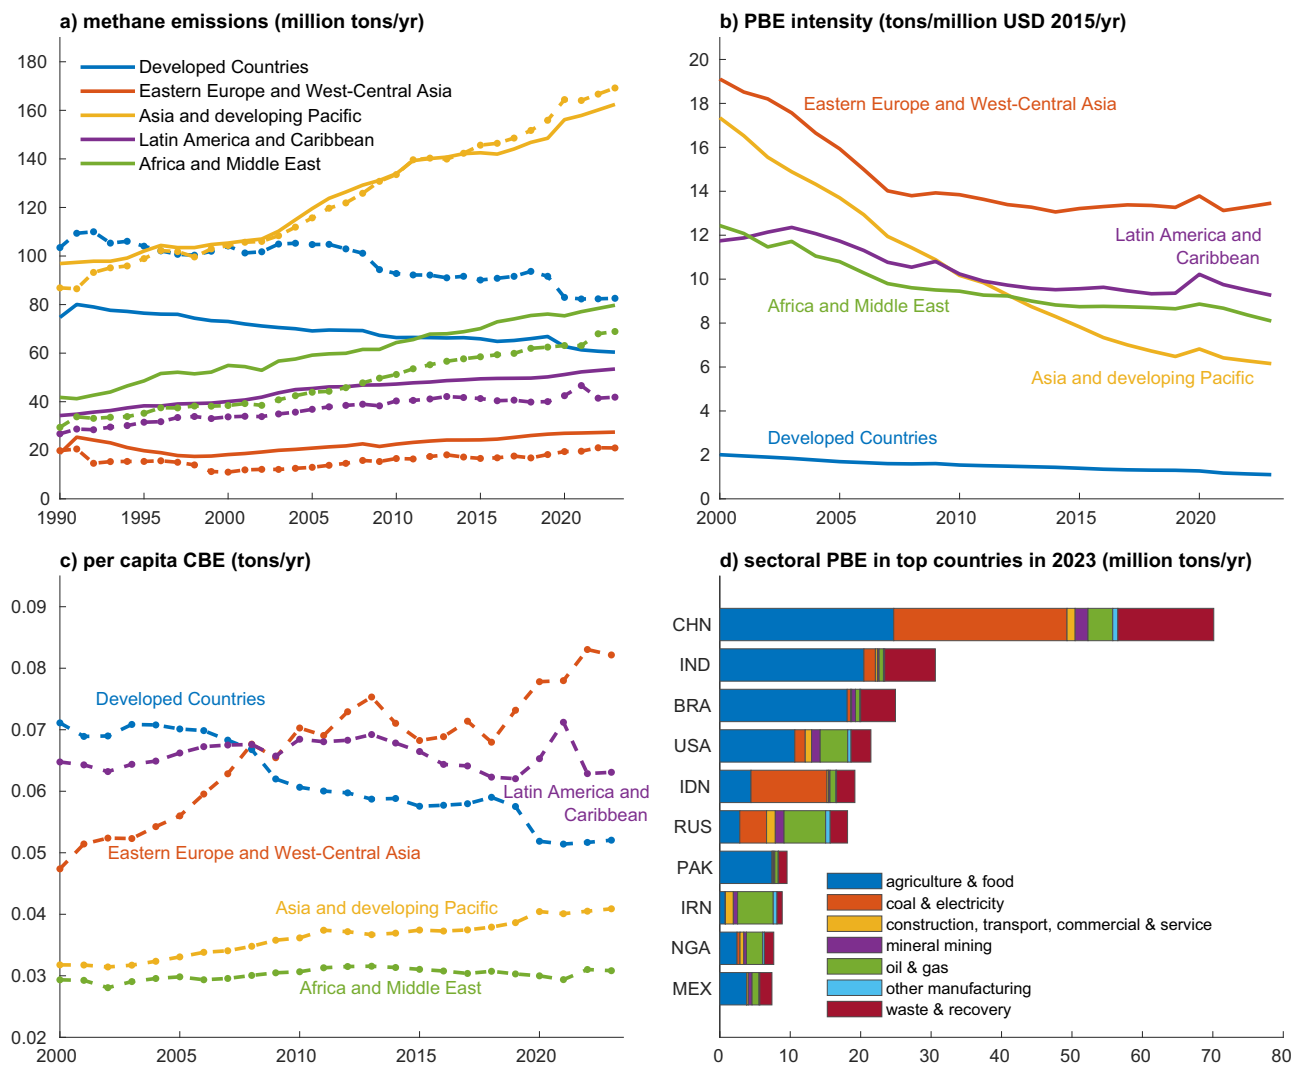 a) methane emissions (million tons/yr)
180
160
140
120
100
80
60
40
20
0
1990
1995
2000
2005
2010
2015
2020
Developed Countries
Eastern Europe and West-Central Asia
Asia and developing Pacific
Latin America and Caribbean
Africa and Middle East
b) PBE intensity (tons/million USD 2015/yr)
20
18
16
14
12
10
8
6
4
2
0
2000
2005
2010
2015
2020
Eastern Europe and West-Central Asia
Latin America and
Caribbean
Africa and Middle East
Asia and developing Pacific
Developed Countries
c) per capita CBE (tons/yr)
0.09
0.08
0.07
0.06
0.05
0.04
0.03
0.02
2000
2005
2010
2015
2020
Developed Countries
Latin America and
Caribbean
Eastern Europe and West-Central Asia
Asia and developing Pacific
Africa and Middle East
d) sectoral PBE in top countries in 2023 (million tons/yr)
CHN
IND
BRA
USA
IDN
RUS
PAK
IRN
NGA
MEX
agriculture & food
coal & electricity
construction, transport, commercial & service
mineral mining
oil & gas
other manufacturing
waste & recovery
0
10
20
30
40
50
60
70
80